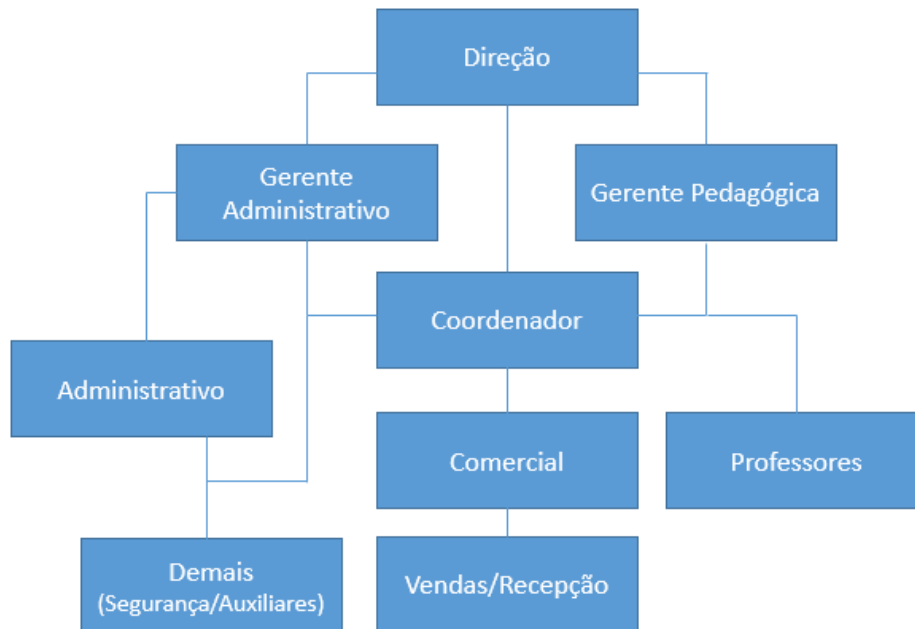 Direção
Gerente
Administrativo
Gerente Pedagógica
Coordenador
Administrativo
Comercial
Professores
Demais
(Segurança/Auxiliares)
Vendas/Recepção